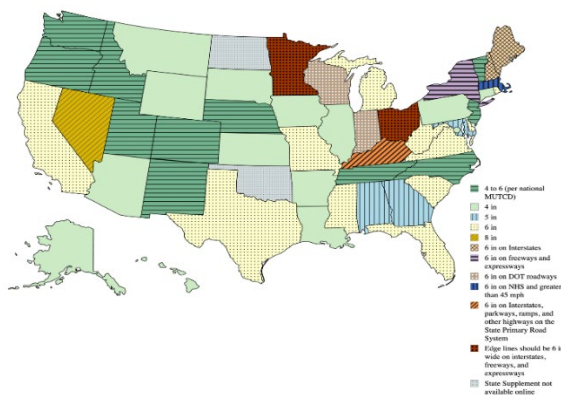 4 to 6 (per national
MUTCD)
4 in
5 in
6 in
8 in
6 in on Interstates
6 in on freeways and
expressways
6 in on DOT roadways
6 in on NHS and greater
than 45 mph
6 in on Interstates,
parkways, ramps, and
other highways on the
State Primary Road
System
Edge lines should be 6 i
wide on interstates,
freeways, and
expressways
State Supplement not
available online